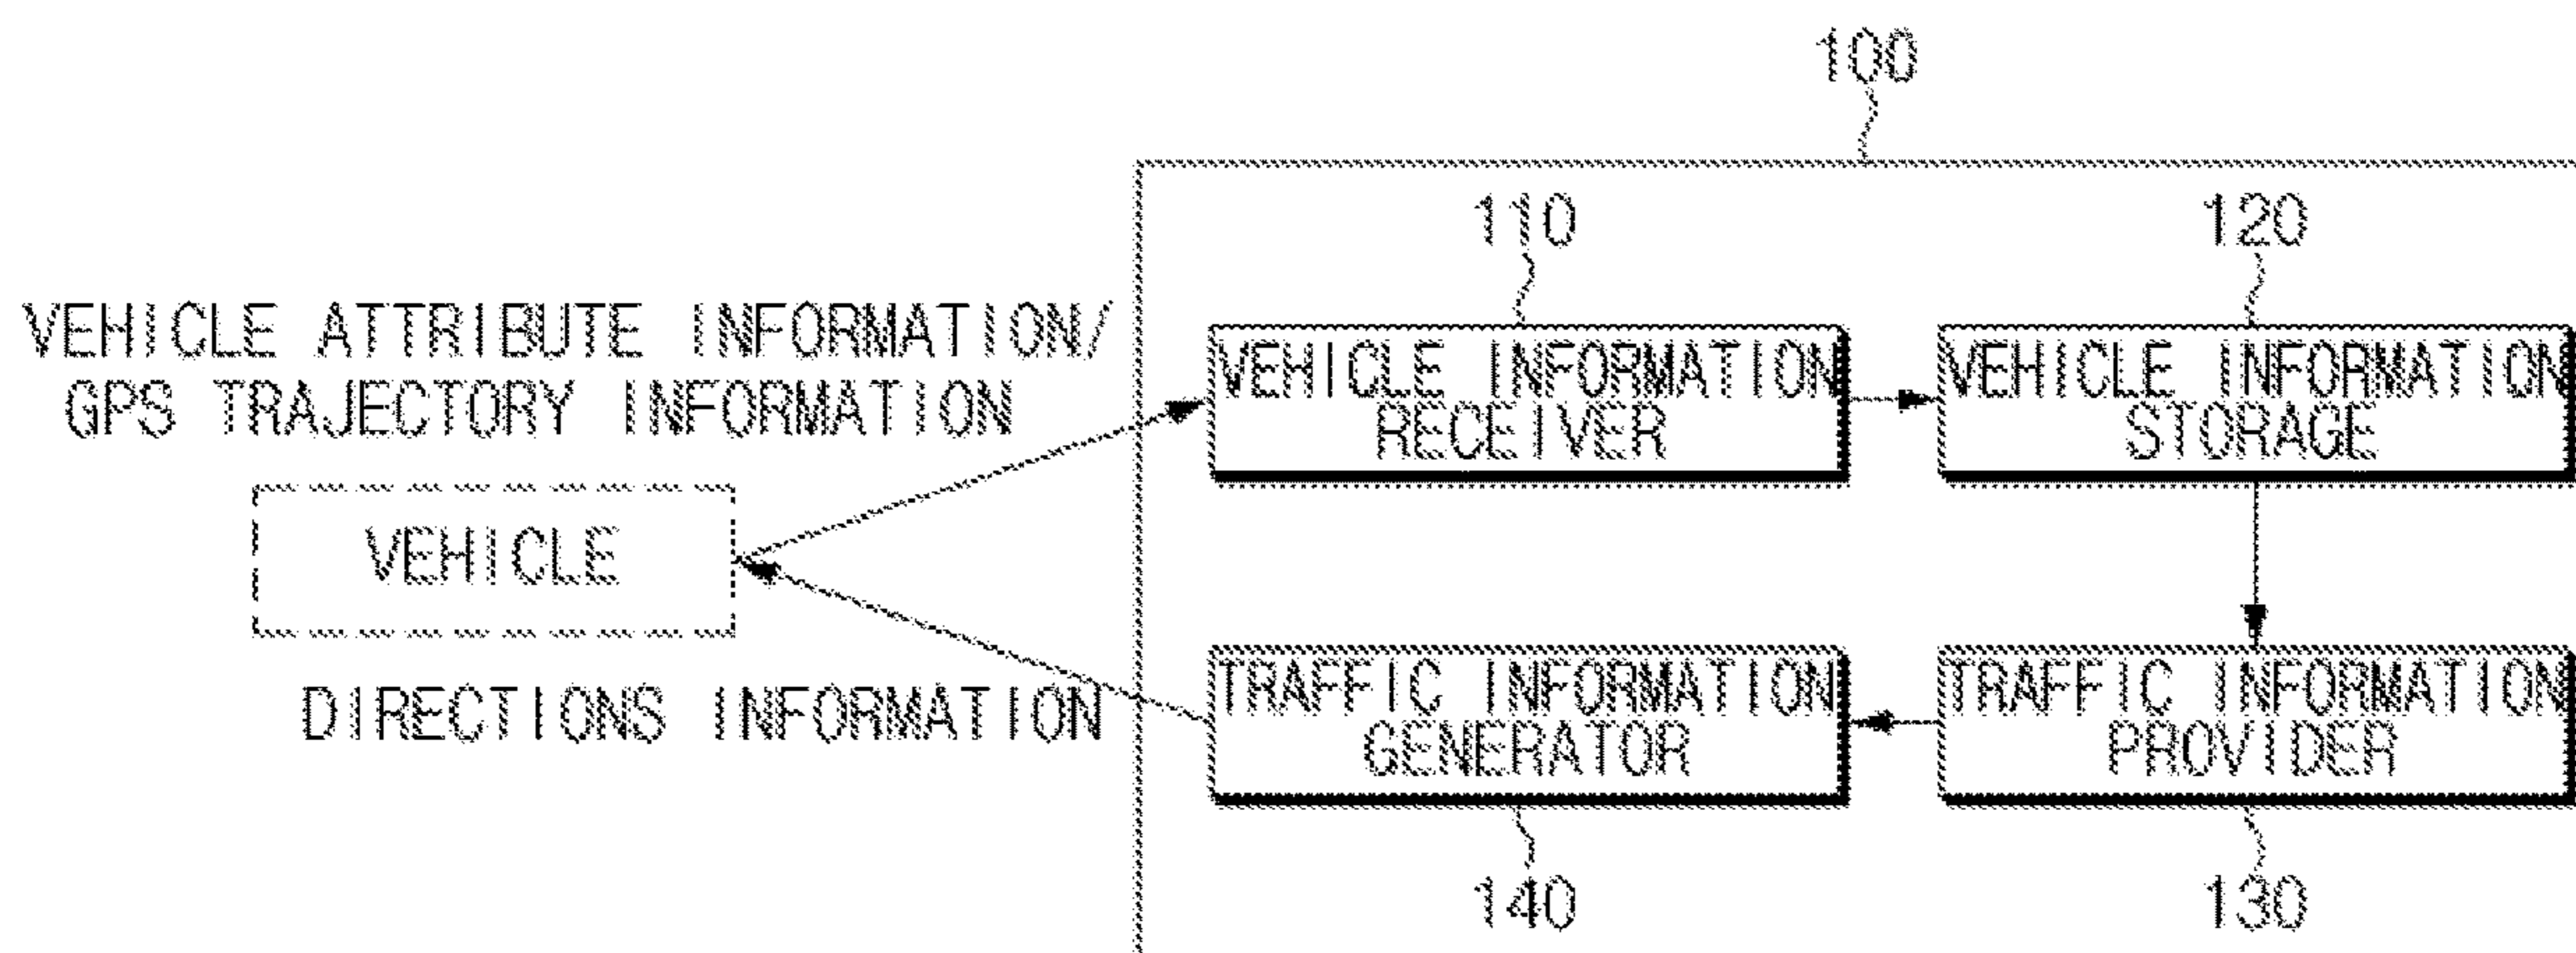 100
110
120
VEHICLE ATTRIBUTE INFORMATION/
GPS TRAJECTORY INFORMATION
VEHICLE INFORMATION
RECEIVER
VEHICLE INFORMATION
STORAGE
VEHICLE
DIRECTIONS INFORMATION
TRAFFIC INFORMATION
GENERATOR
TRAFFIC INFORMATION
PROVIDER
140
130